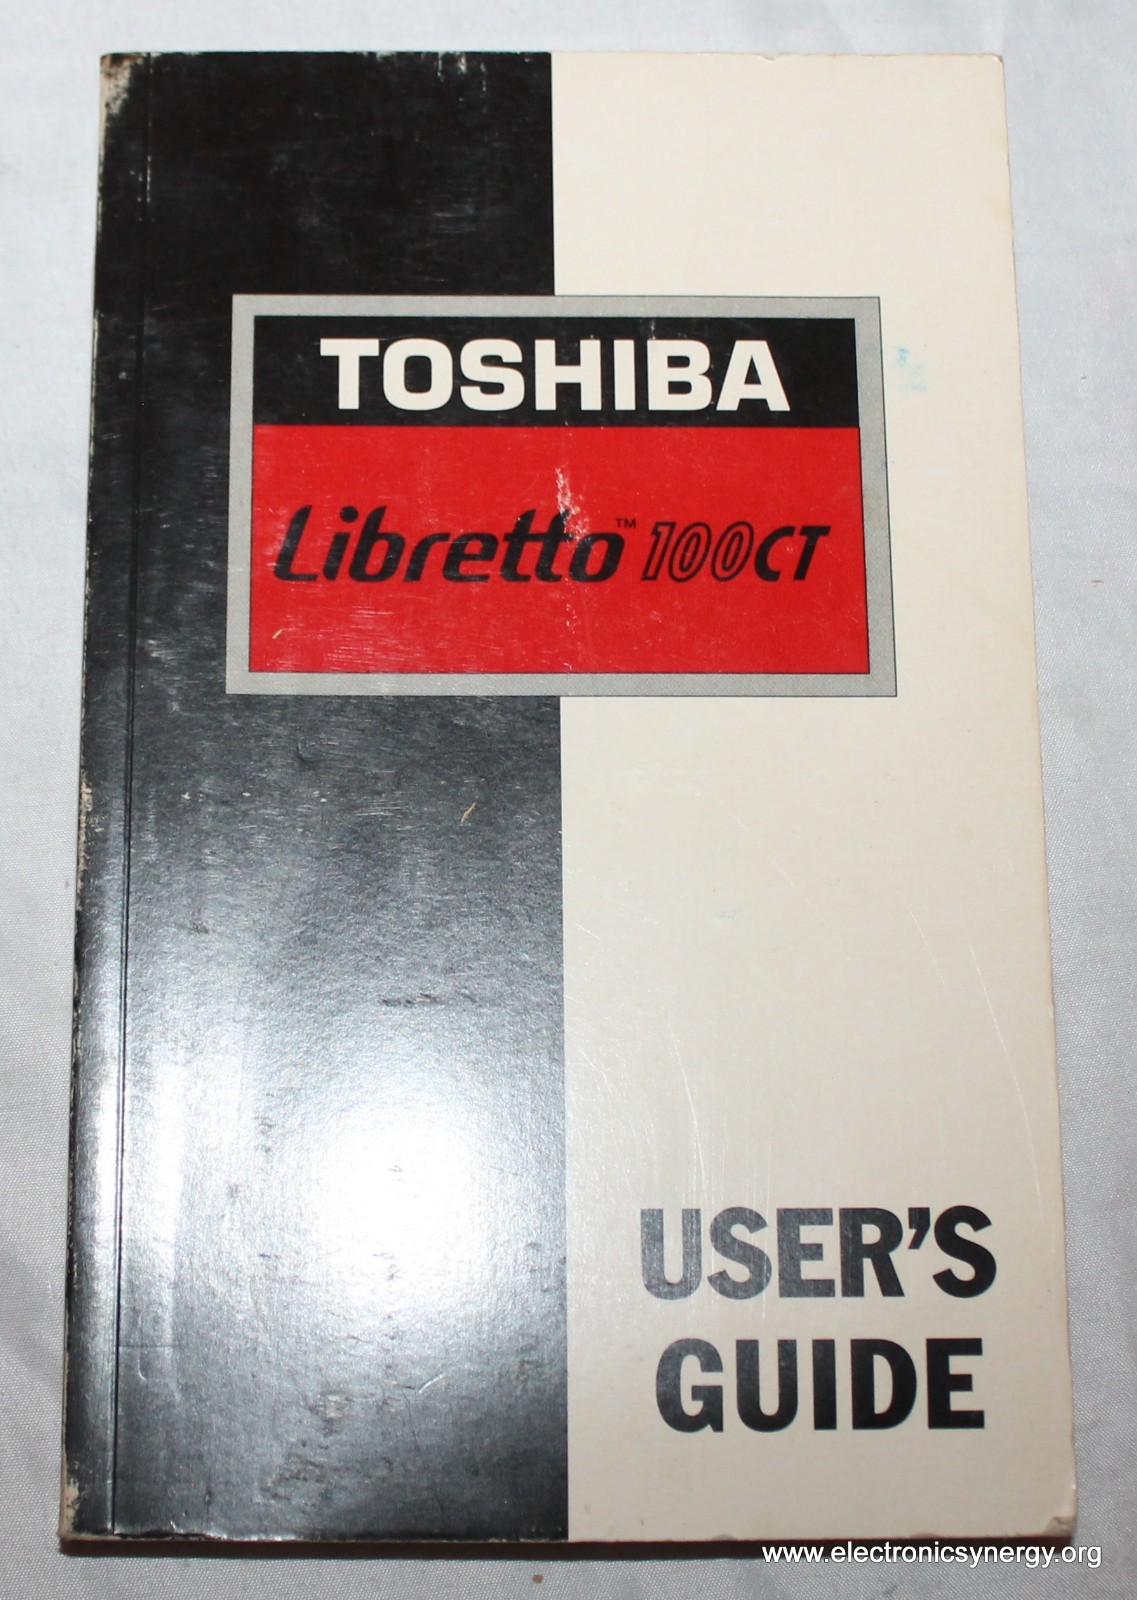 TOSHIBA
Libretto™ 100CT
USER'S
GUIDE
www.electronicsynergy.org